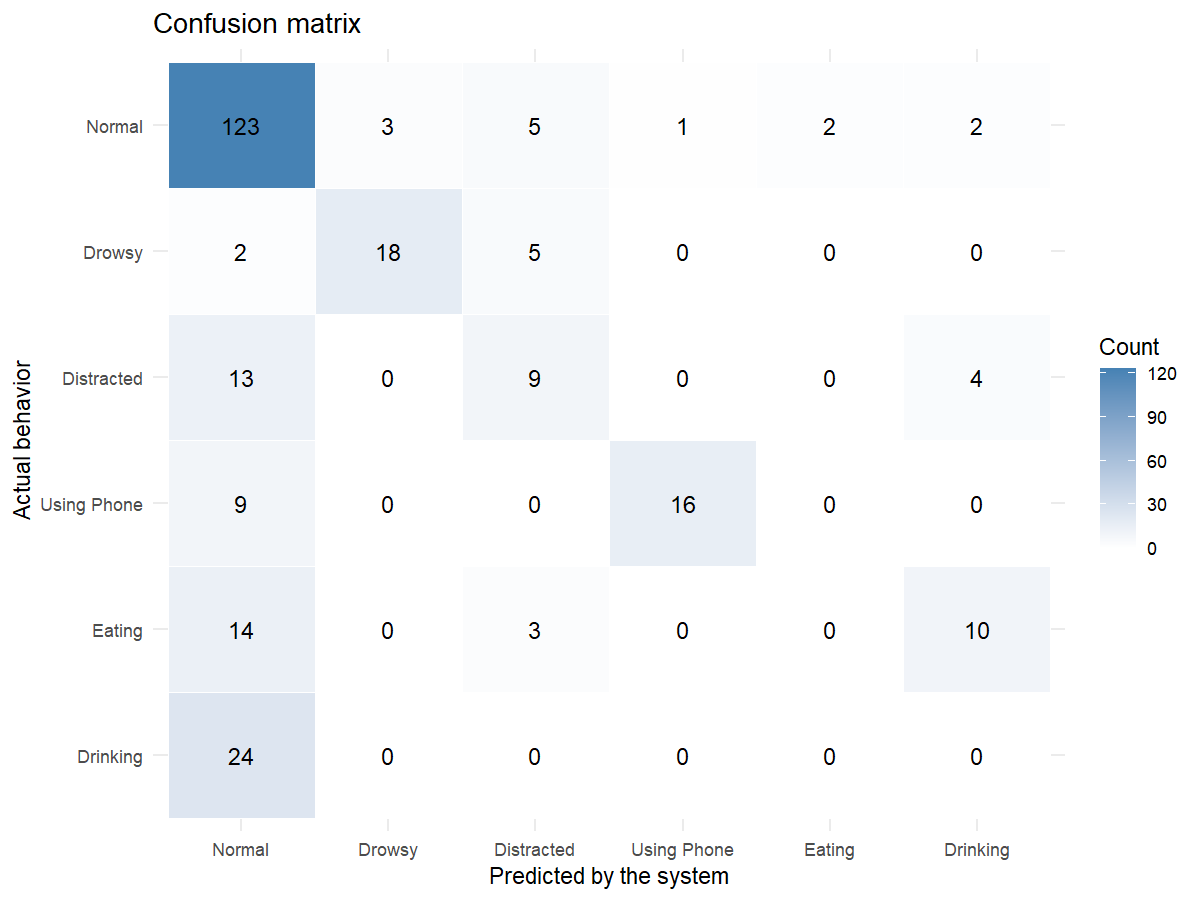 Confusion matrix
Normal 123 3 5 1 2 2
Drowsy 2 18 5 0 0 0
Distracted 13 0 9 0 0 4
Using Phone 9 0 0 16 0 0
Eating 14 0 3 0 0 10
Drinking 24 0 0 0 0 0
Normal Drowsy Distracted Using Phone Eating Drinking
Predicted by the system
Actual behavior
Count
120
90
60
30
0